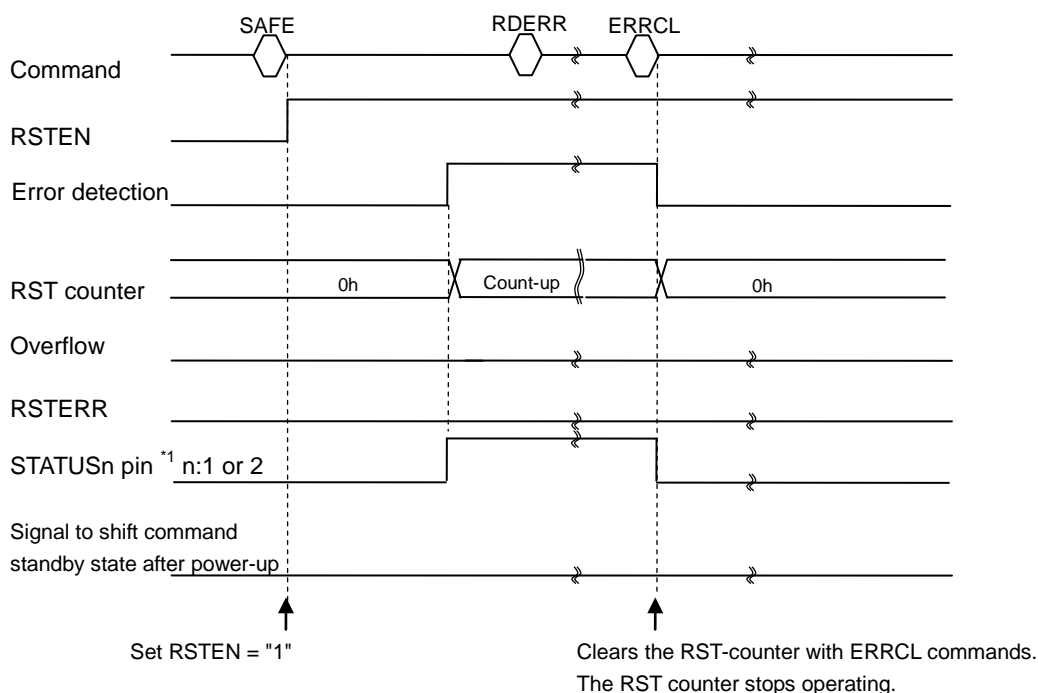 SAFE RDERR ERRCL
Command
RSTEN
Error detection
RST counter 0h Count-up 0h
Overflow
RSTERR
STATUSn pin *1 n:1 or 2
Signal to shift command
standby state after power-up
Set RSTEN = "1"
Clears the RST-counter with ERRCL commands.
The RST counter stops operating.